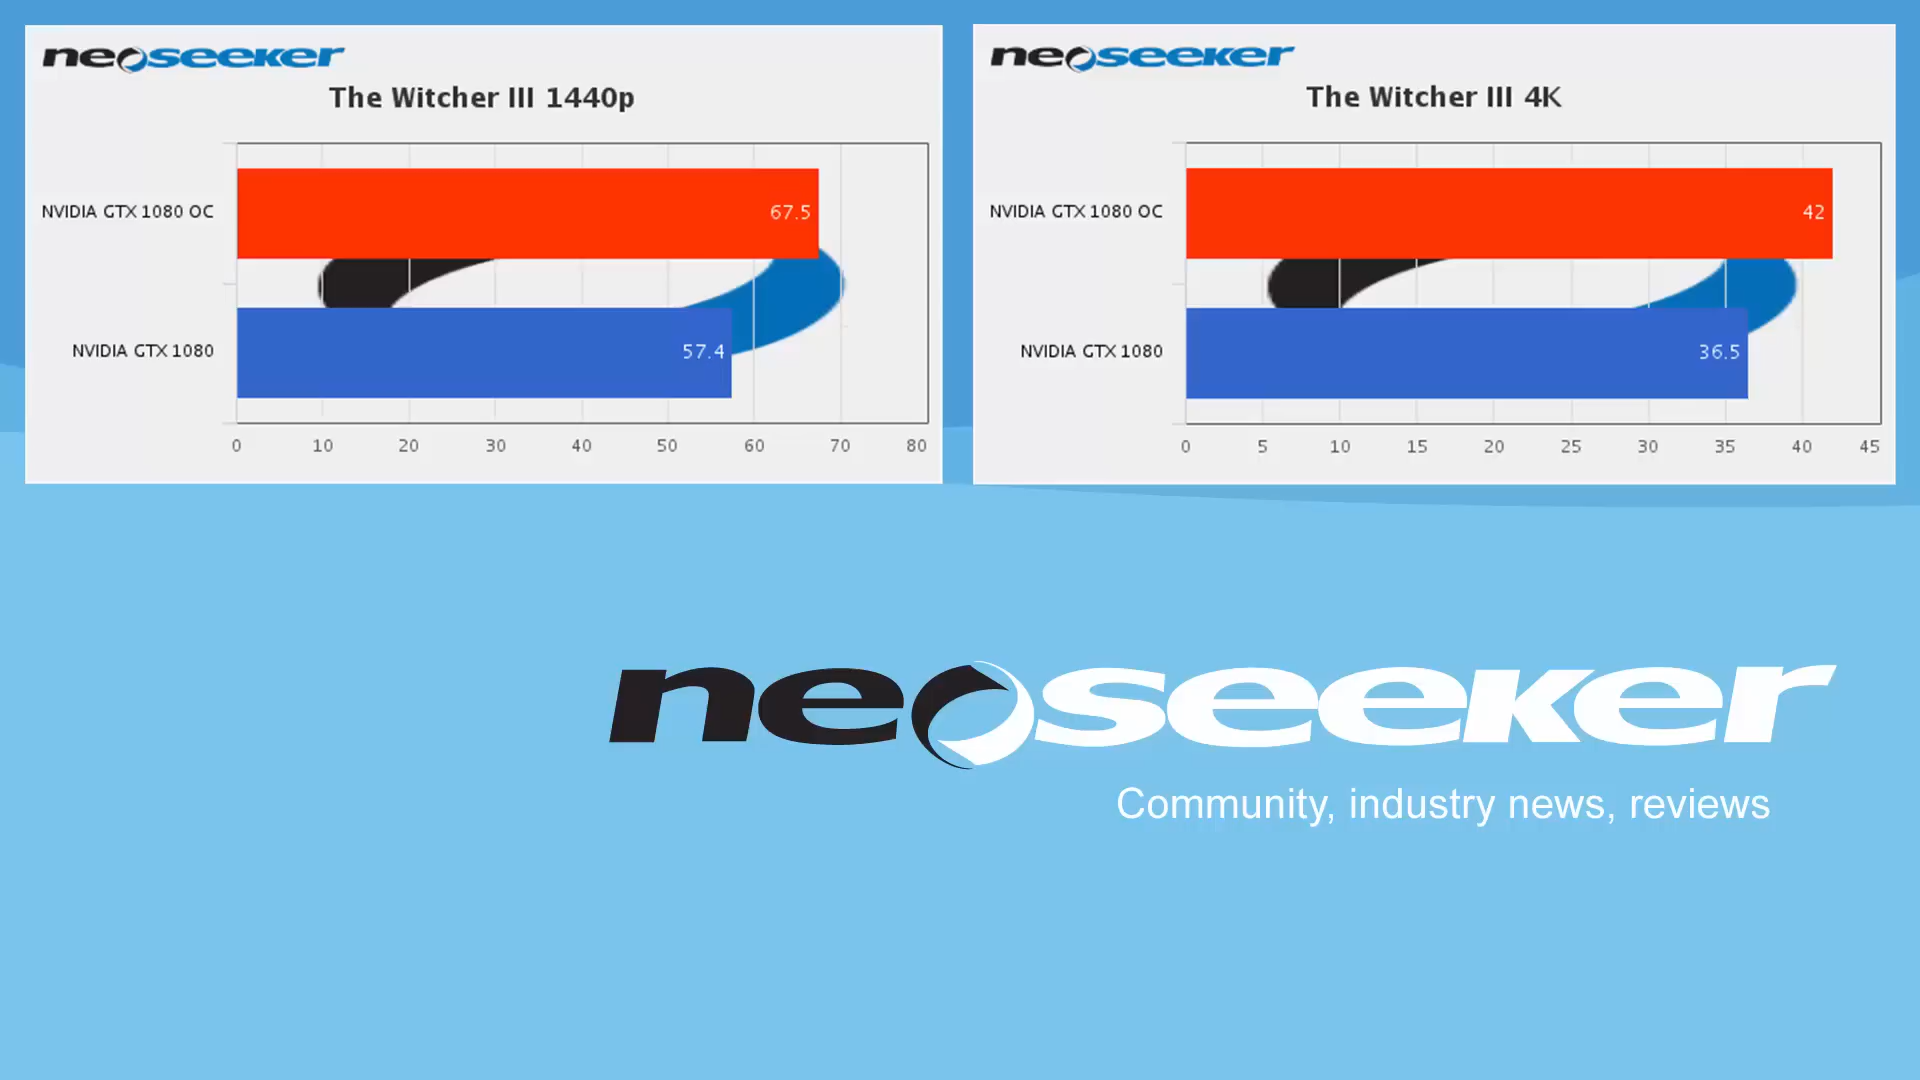 neoseeker
The Witcher III 1440p
NVIDIA GTX 1080 OC
67.5
NVIDIA GTX 1080
57.4
0 10 20 30 40 50 60 70 80
neoseeker
The Witcher III 4K
NVIDIA GTX 1080 OC
42
NVIDIA GTX 1080
36.5
0 5 10 15 20 25 30 35 40 45
neoseeker
Community, industry news, reviews